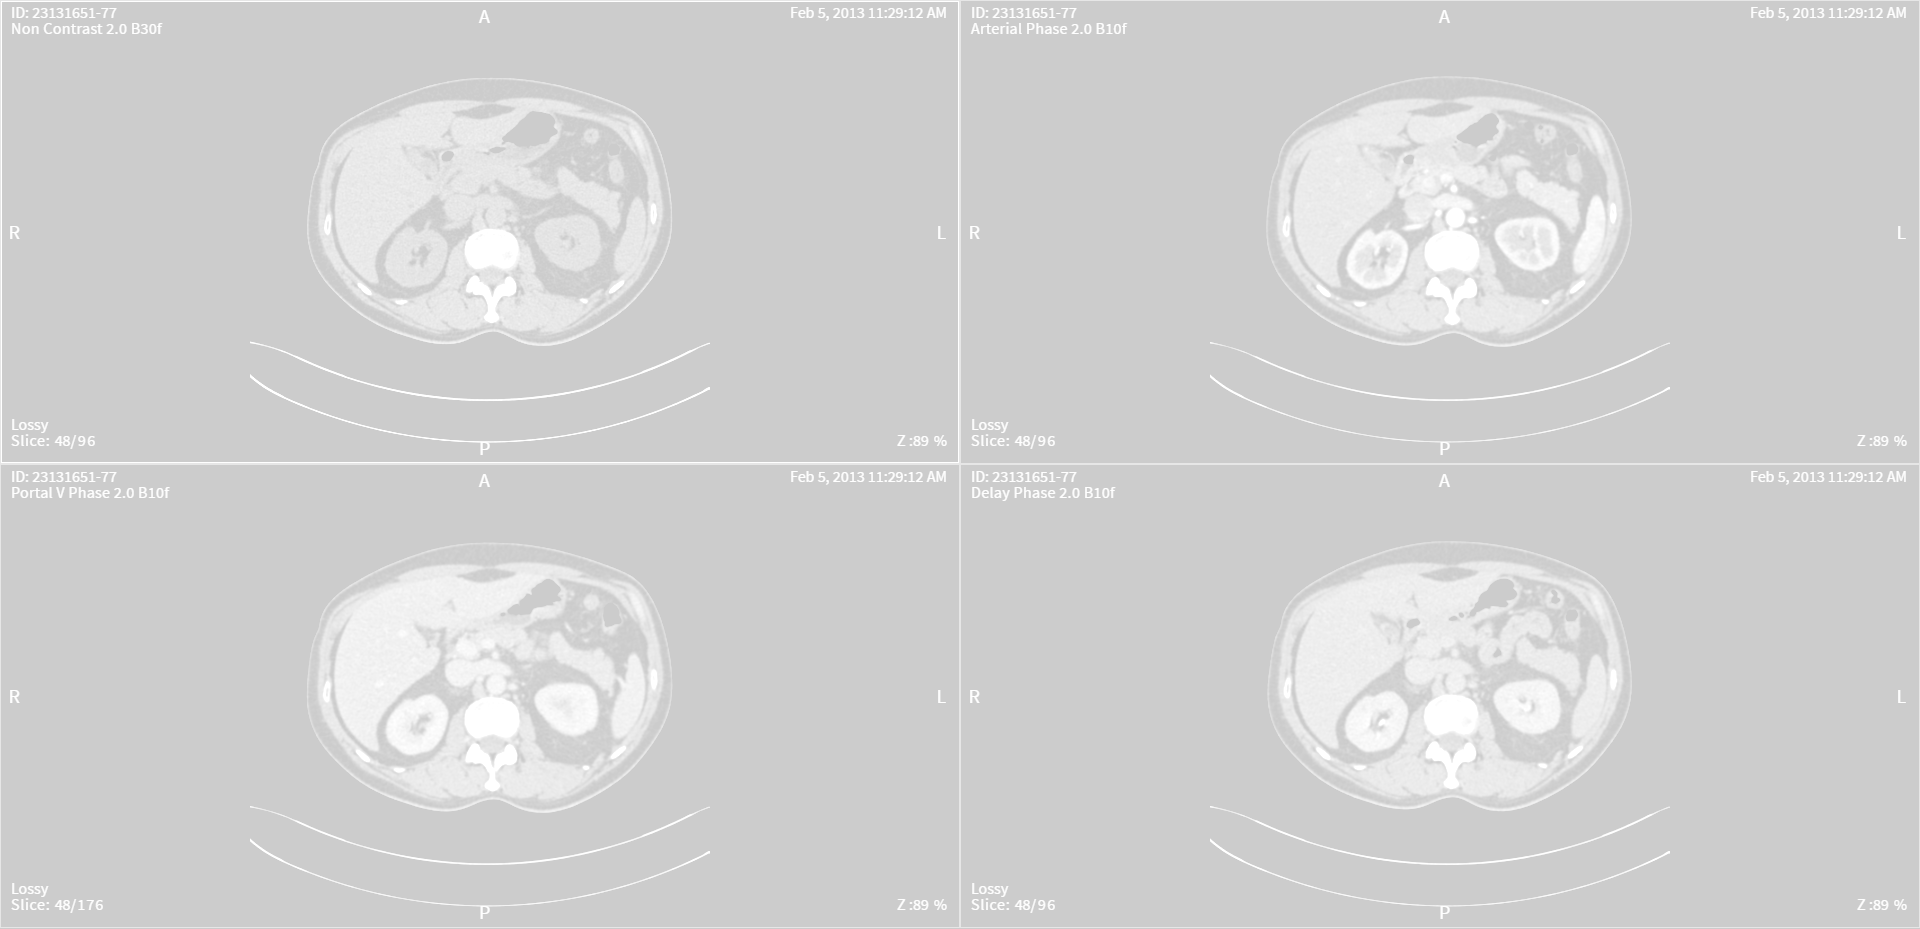 ID: 23131651-77
Non Contrast 2.0 B30f
A
Feb 5, 2013 11:29:12 AM
R
L
Lossy
Slice: 48/96
P
Z :89 %
ID: 23131651-77
Arterial Phase 2.0 B10f
A
Feb 5, 2013 11:29:12 AM
R
L
Lossy
Slice: 48/96
P
Z :89 %
ID: 23131651-77
Portal V Phase 2.0 B10f
A
Feb 5, 2013 11:29:12 AM
R
L
Lossy
Slice: 48/176
P
Z :89 %
ID: 23131651-77
Delay Phase 2.0 B10f
A
Feb 5, 2013 11:29:12 AM
R
L
Lossy
Slice: 48/96
P
Z :89 %